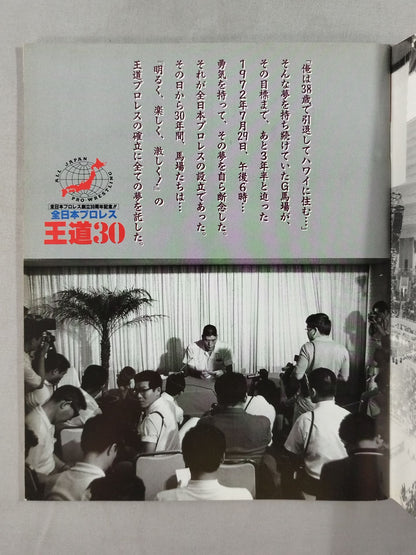 「俺は38歳で引退してハワイに住む…」
そんな夢を持ち続けていたG馬場が、
その目標まで、あと3年半と迫った
1972年7月29日、午後6時…
勇気を持って、その夢を自ら断念した。
それが全日本プロレスの設立であった。
その日から30年間、馬場たちは…
「明るく、楽しく、激しく!」の
王道プロレスの確立に全ての夢を託した。
ALL JAPAN PRO-WRESTLING
全日本プロレス創立30周年記念!!
全日本プロレス
王道30